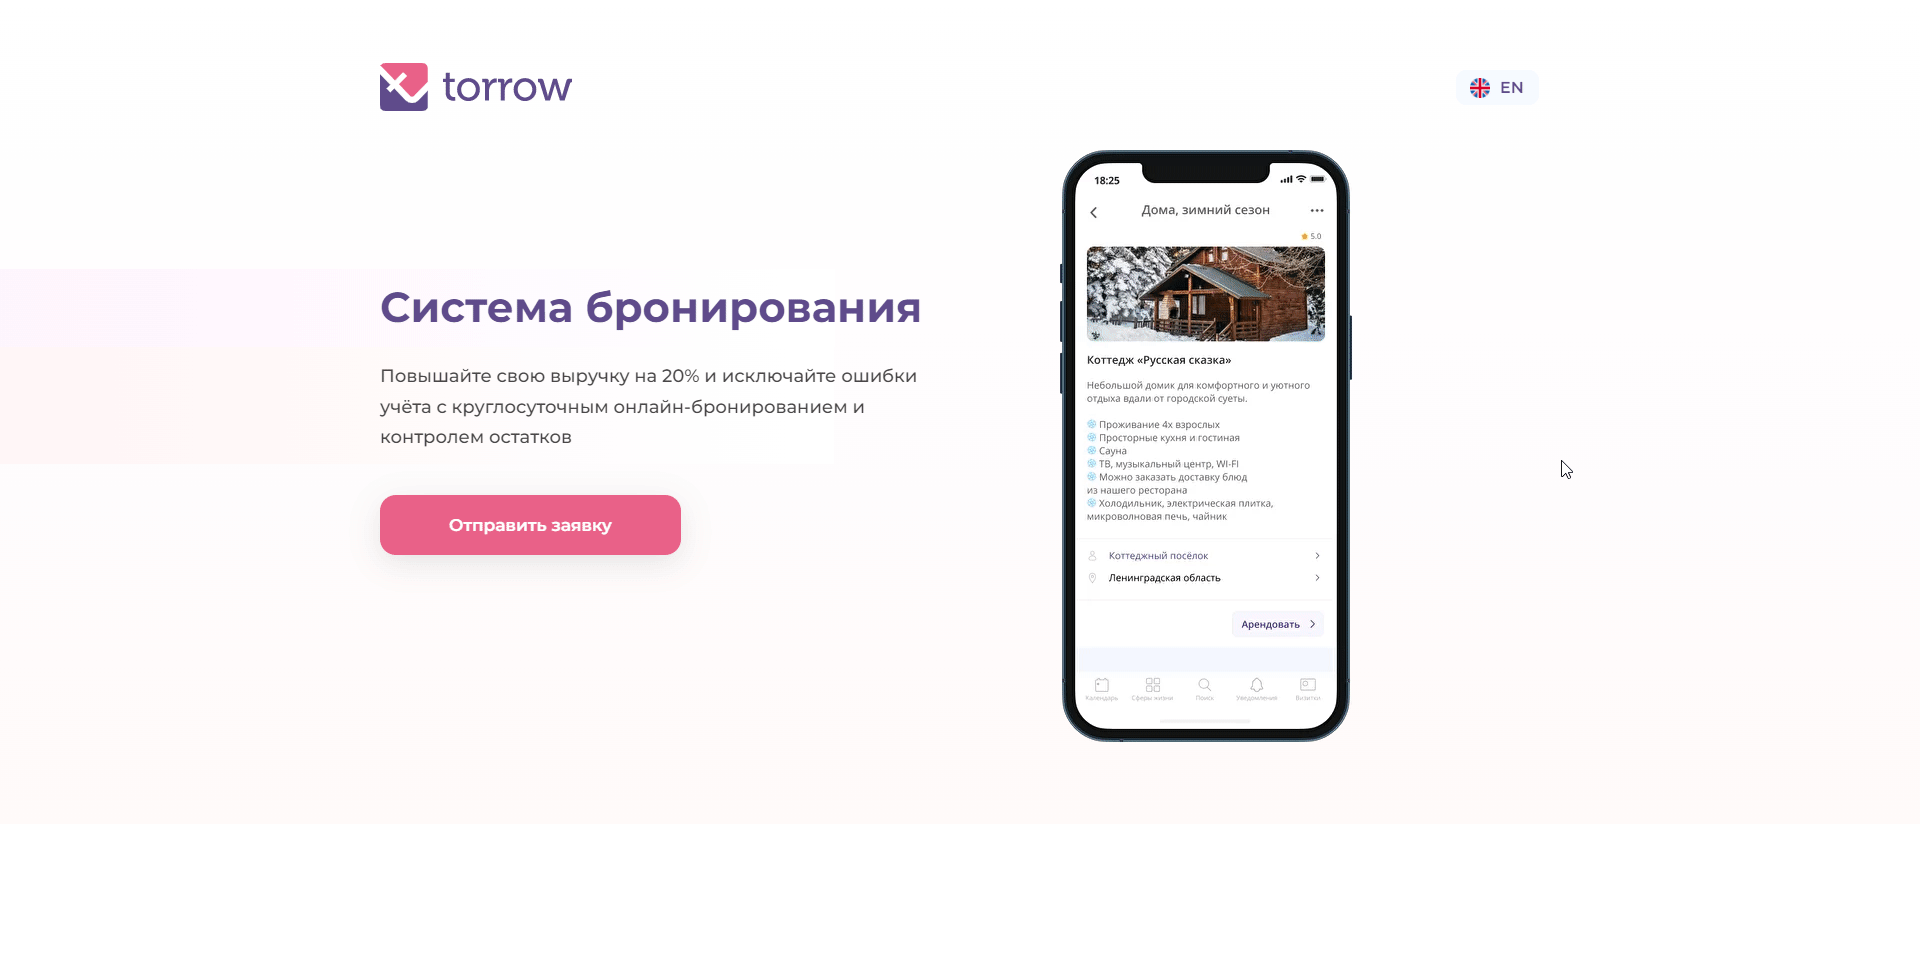 torrow
EN
Система бронирования
Повышайте свою выручку на 20% и исключайте ошибки
учёта с круглосуточным онлайн-бронированием и
контролем остатков
Отправить заявку
18:25
Дома, зимний сезон
5.0
Коттедж «Русская сказка»
Небольшой домик для комфортного и уютного
отдыха вдали от городской суеты.
Проживание 4х взрослых
Просторные кухня и гостиная
Сауна
ТВ, музыкальный центр, WI-FI
Можно заказать доставку блюд
из нашего ресторана
Холодильник, электрическая плитка,
микроволновая печь, чайник
Коттеджный посёлок
Ленинградская область
Арендовать
Календарь Сферы жизни Поиск Уведомления Визитки